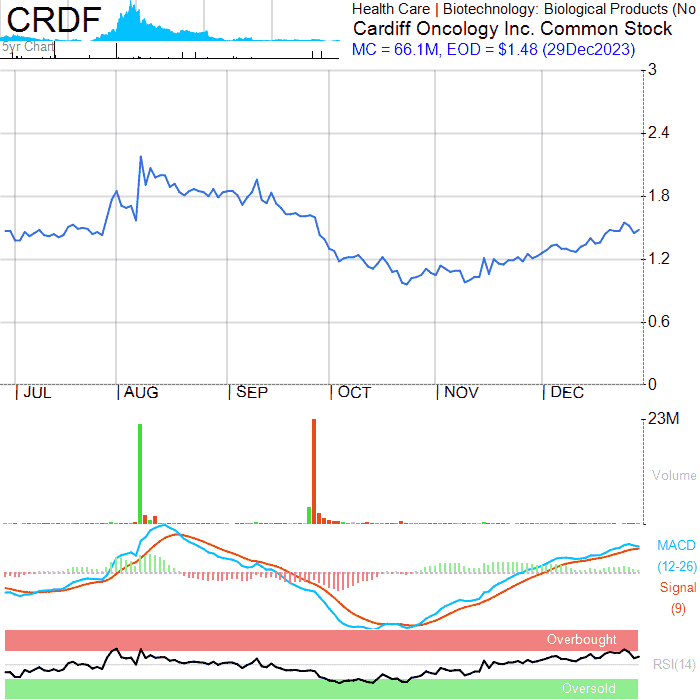 CRDF
5yr Chart
Health Care | Biotechnology: Biological Products (No
Cardiff Oncology Inc. Common Stock
MC = 66.1M, EOD = $1.48 (29Dec2023)
3
2.4
1.8
1.2
0.6
0
| JUL | AUG | SEP | OCT | NOV | DEC
23M
Volume
MACD
(12-26)
Signal
(9)
Overbought
RSI(14)
Oversold